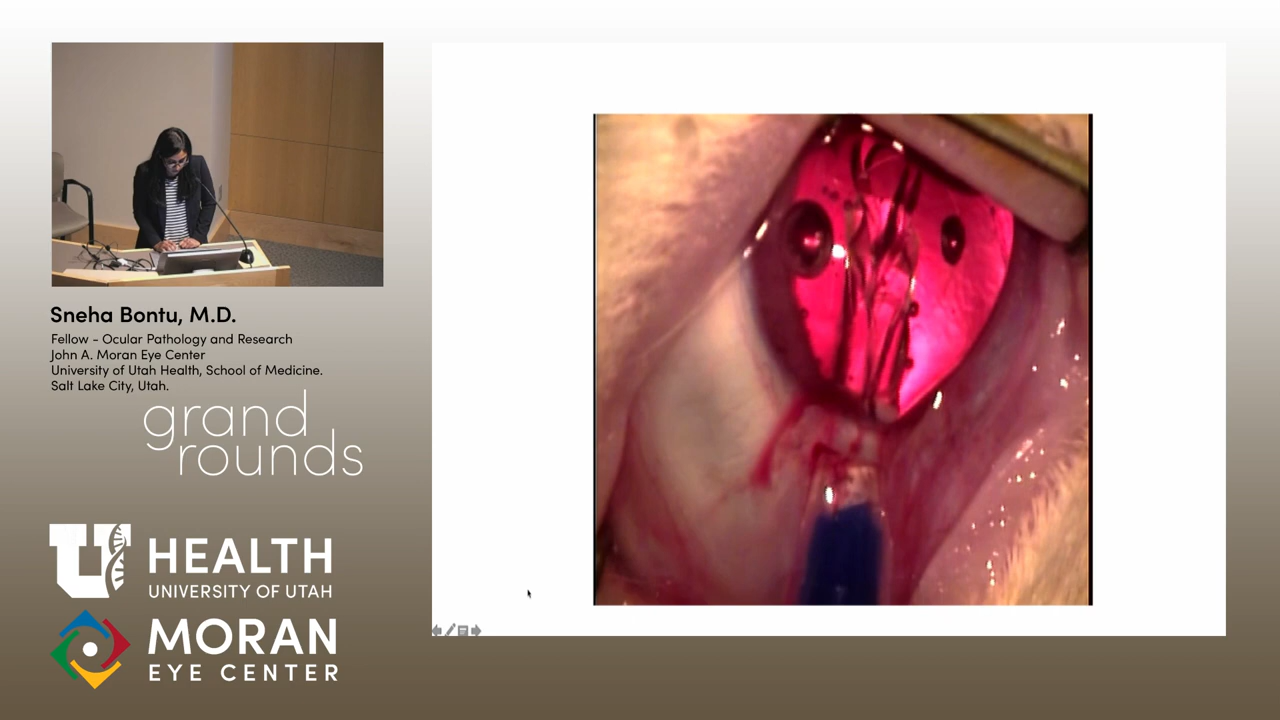 Sneha Bontu, M.D.
Fellow - Ocular Pathology and Research
John A. Moran Eye Center
University of Utah Health, School of Medicine.
Salt Lake City, Utah.
grand
rounds
U HEALTH
UNIVERSITY OF UTAH
MORAN
EYE CENTER